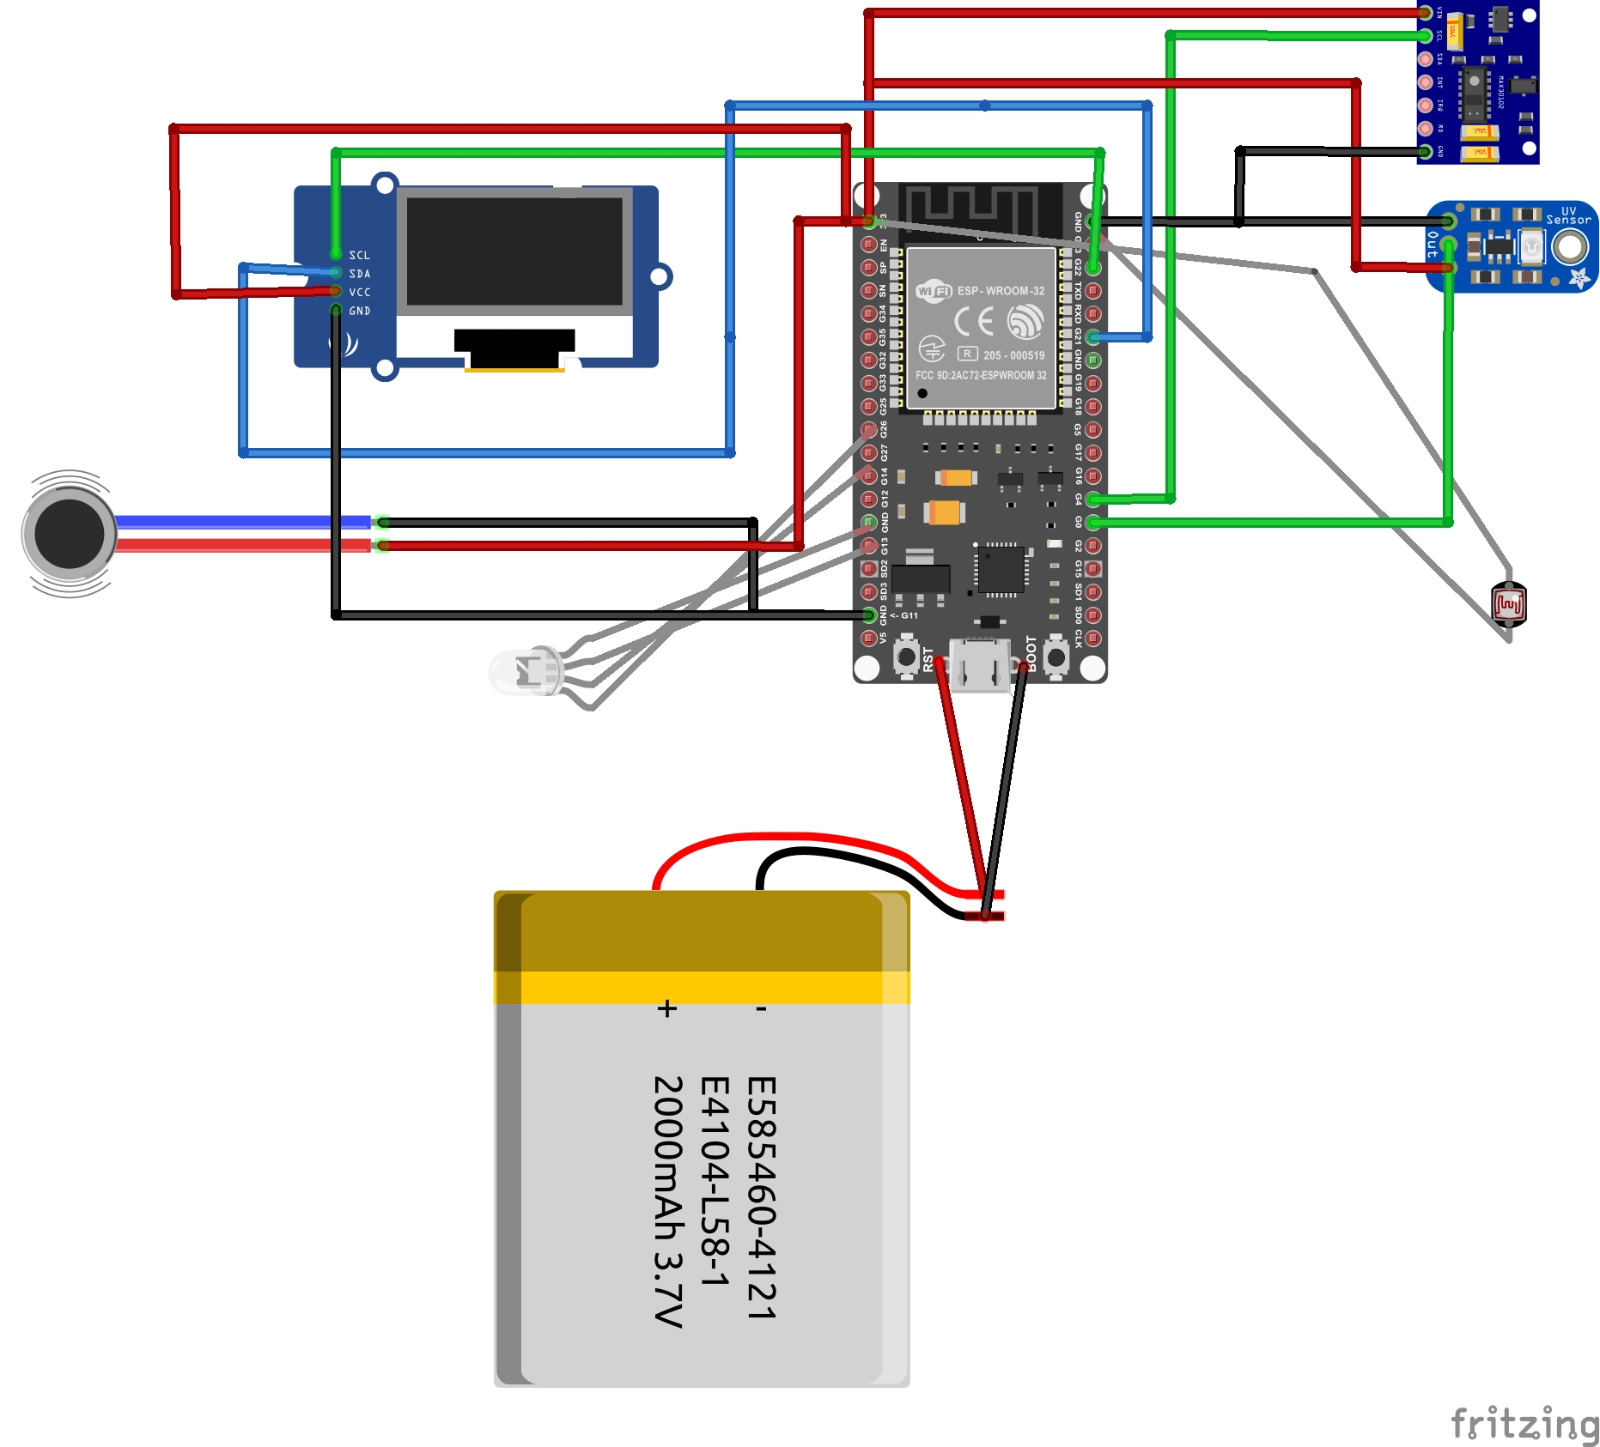 VIN
SCL
SDA
INT
IRD
RD
GND
MAX30102
UV
Sensor
Out
SCL
SDA
VCC
GND
EN
SP
SN
G34
G35
G32
G33
G25
G26
G27
G14
G12
GND
G13
SD2
SD3
GND
V5
<- G11
WiFi ESP - WROOM-32
CE
R 205 - 000519
FCC 9D:2AC72-ESPWROOM 32
GND
G22
TXD
RXD
G21
GND
G19
G18
G5
G17
G16
G4
G0
G2
G15
SD1
SD0
CLK
RST
BOOT
+ -
E585460-4121
E4104-L58-1
2000mAh 3.7V
fritzing